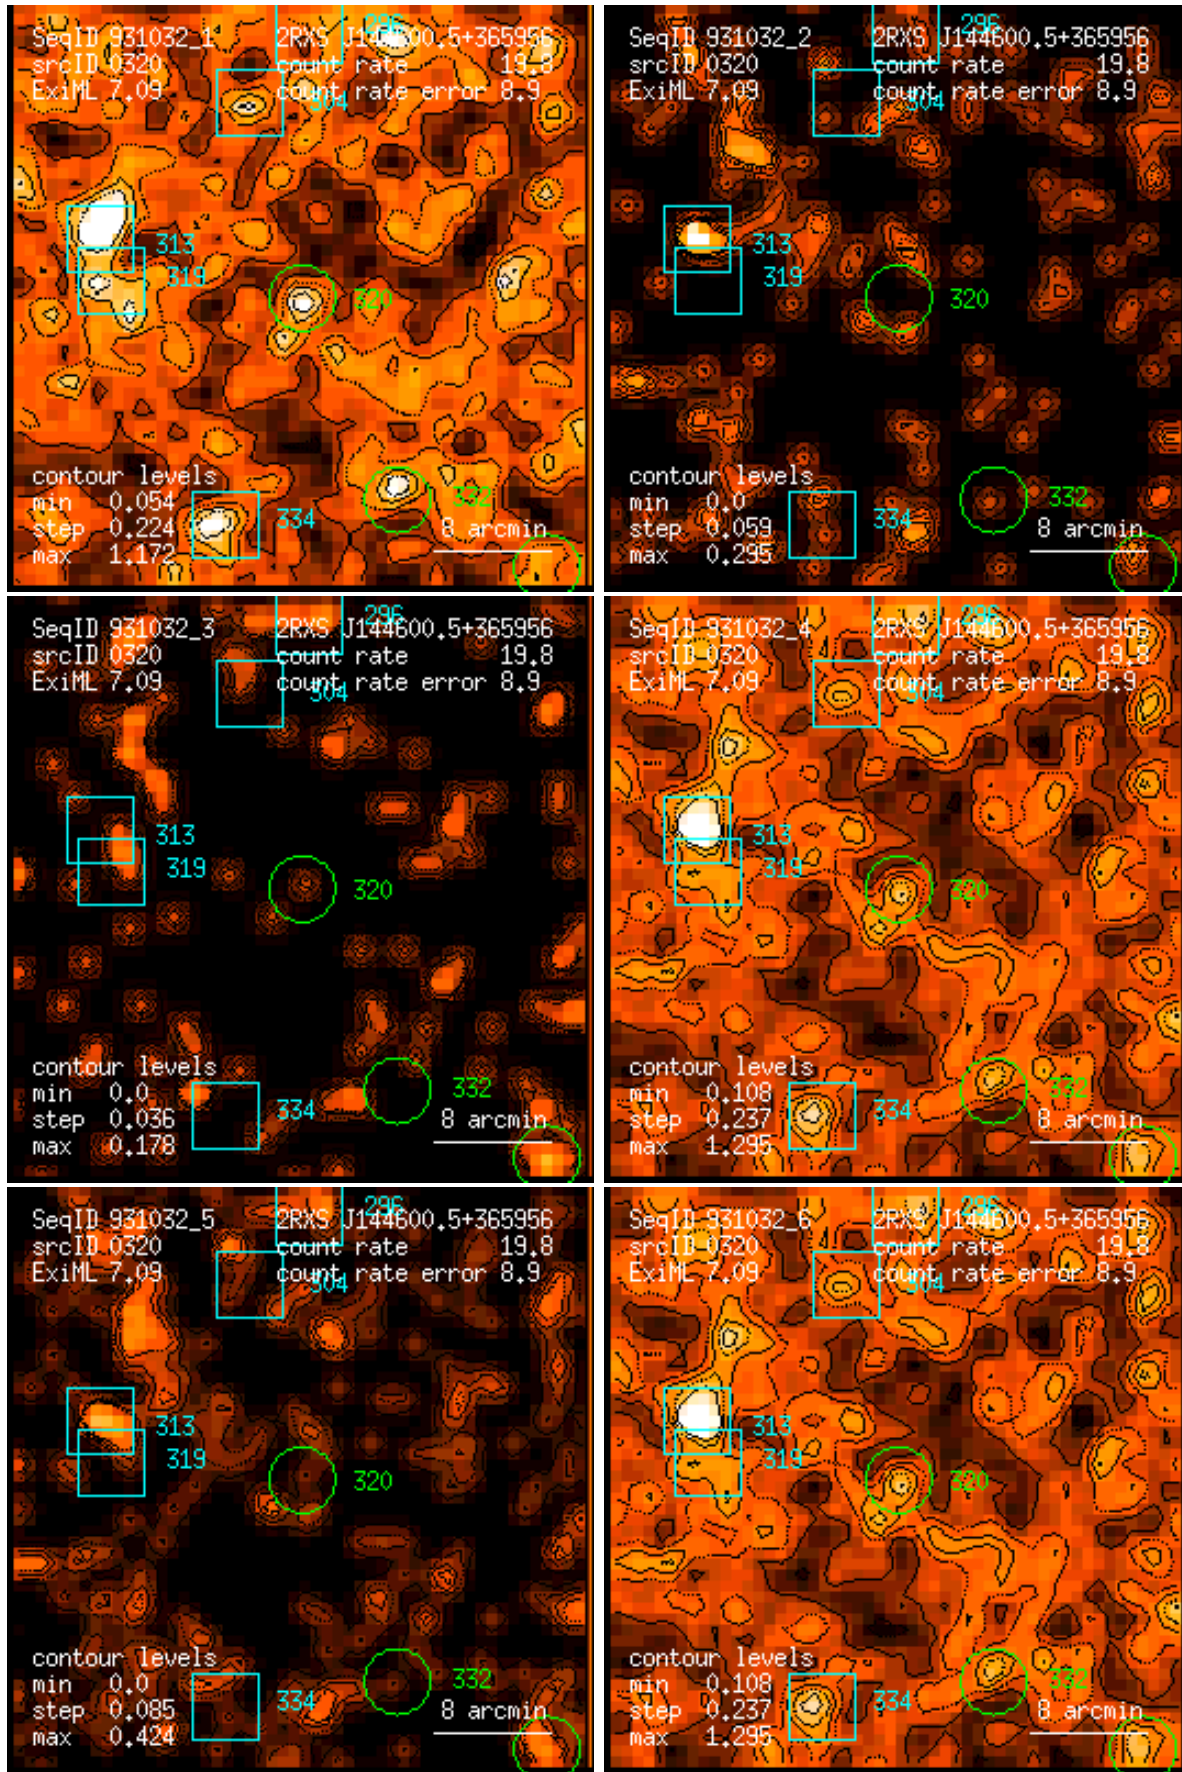 296
SeqID 931032_1 2RXS J144600.5+365956
srcID 0320 count rate 19.8
ExiML 7.09 count rate error 8.9
304
313
319
320
contour levels
min 0.054
step 0.224
max 1.172
332
334
8 arcmin
296
SeqID 931032_2 2RXS J144600.5+365956
srcID 0320 count rate 19.8
ExiML 7.09 count rate error 8.9
304
313
319
320
contour levels
min 0.0
step 0.059
max 0.295
332
334
8 arcmin
296
SeqID 931032_3 2RXS J144600.5+365956
srcID 0320 count rate 19.8
ExiML 7.09 count rate error 8.9
304
313
319
320
contour levels
min 0.0
step 0.036
max 0.178
332
334
8 arcmin
296
SeqID 931032_4 2RXS J144600.5+365956
srcID 0320 count rate 19.8
ExiML 7.09 count rate error 8.9
304
313
319
320
contour levels
min 0.108
step 0.237
max 1.295
332
334
8 arcmin
296
SeqID 931032_5 2RXS J144600.5+365956
srcID 0320 count rate 19.8
ExiML 7.09 count rate error 8.9
304
313
319
320
contour levels
min 0.0
step 0.085
max 0.424
332
334
8 arcmin
296
SeqID 931032_6 2RXS J144600.5+365956
srcID 0320 count rate 19.8
ExiML 7.09 count rate error 8.9
304
313
319
320
contour levels
min 0.108
step 0.237
max 1.295
332
334
8 arcmin